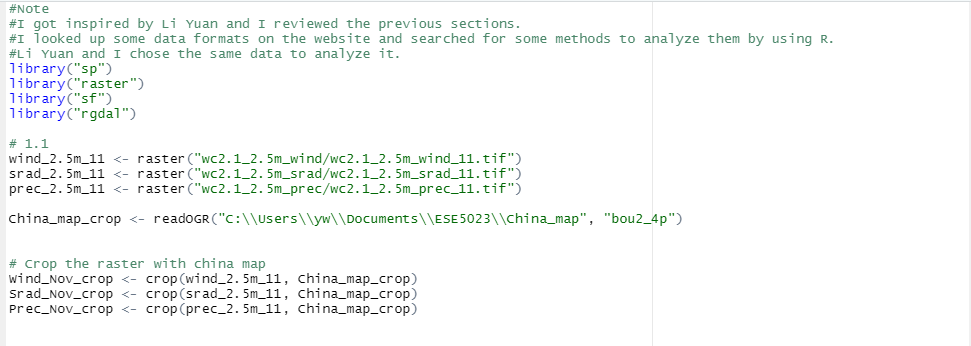 #Note
#I got inspired by Li Yuan and I reviewed the previous sections.
#I looked up some data formats on the website and searched for some methods to analyze them by using R.
#Li Yuan and I chose the same data to analyze it.
library("sp")
library("raster")
library("sf")
library("rgdal")
# 1.1
wind_2.5m_11 <- raster("wc2.1_2.5m_wind/wc2.1_2.5m_wind_11.tif")
srad_2.5m_11 <- raster("wc2.1_2.5m_srad/wc2.1_2.5m_srad_11.tif")
prec_2.5m_11 <- raster("wc2.1_2.5m_prec/wc2.1_2.5m_prec_11.tif")
China_map_crop <- readOGR("C:\\Users\\yw\\Documents\\ESE5023\\China_map", "bou2_4p")
# Crop the raster with china map
Wind_Nov_crop <- crop(wind_2.5m_11, China_map_crop)
Srad_Nov_crop <- crop(srad_2.5m_11, China_map_crop)
Prec_Nov_crop <- crop(prec_2.5m_11, China_map_crop)